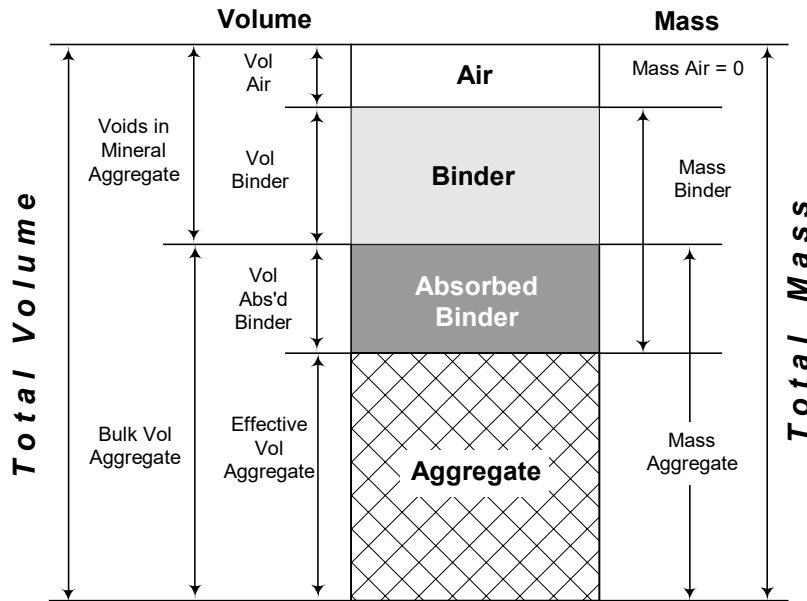 Volume
Mass
Vol
Air
Air
Mass Air = 0
Voids in
Mineral
Aggregate
Vol
Binder
Binder
Mass
Binder
Total Volume
Vol
Abs'd
Binder
Absorbed
Binder
Total Mass
Bulk Vol
Aggregate
Effective
Vol
Aggregate
Aggregate
Mass
Aggregate